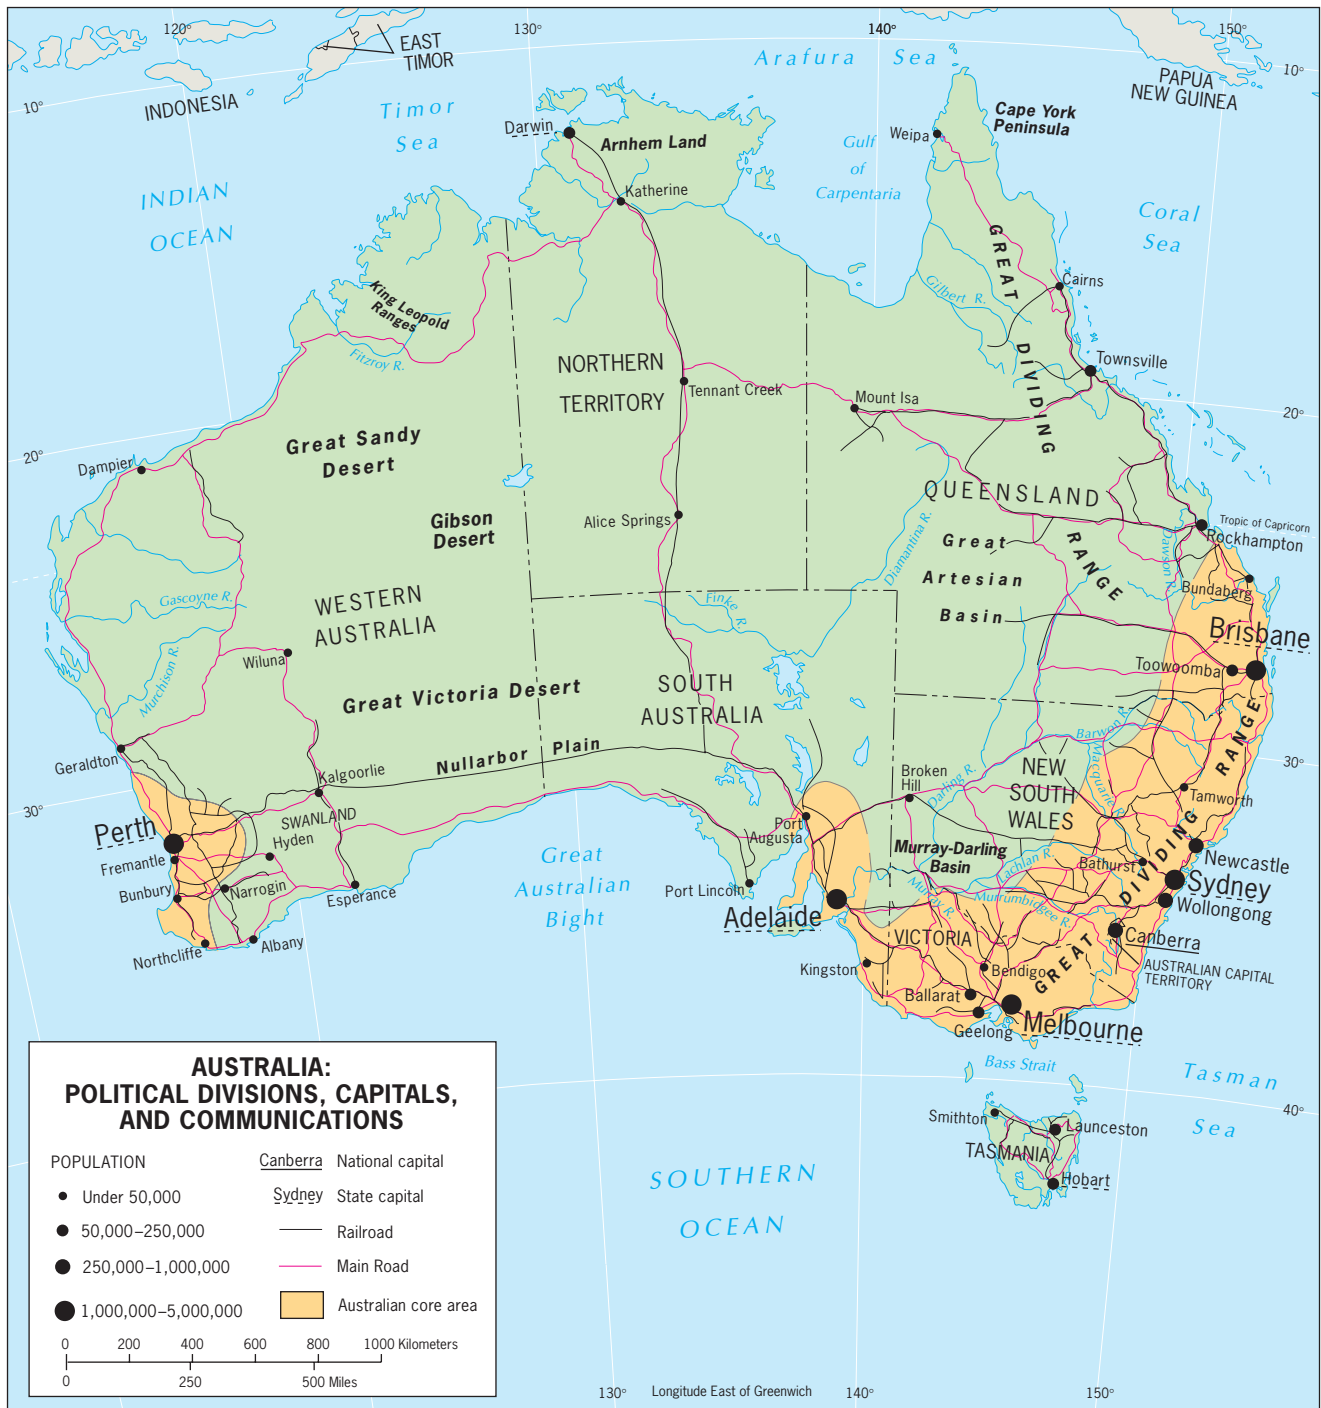 120°
130°
140°
150°
EAST
TIMOR
Arafura Sea
10°
PAPUA
NEW GUINEA
INDONESIA
10°
Timor
Sea
Cape York
Peninsula
Darwin
Arnhem Land
Weipa
Gulf
of
Carpentaria
INDIAN
OCEAN
Katherine
Coral
Sea
GREAT
Cairns
Gilbert R.
King Leopold
Ranges
Fitzroy R.
DIVIDING
Townsville
NORTHERN
TERRITORY
Tennant Creek
Mount Isa
20°
Great Sandy
Desert
20°
Dampier
QUEENSLAND
Gibson
Desert
Alice Springs
Diamantina R.
Tropic of Capricorn
Rockhampton
Great
Artesian
Basin
RANGE
Dawson R.
Bundaberg
Gascoyne R.
WESTERN
AUSTRALIA
Finke R.
Brisbane
Murchison R.
Wiluna
Toowoomba
Great Victoria Desert
SOUTH
AUSTRALIA
RANGE
Barwon R.
Geraldton
Nullarbor Plain
Kalgoorlie
30°
Broken
Hill
Darling R.
NEW
SOUTH
WALES
Macquarie R.
Tamworth
30°
SWANLAND
Hyden
Perth
Port
Augusta
DIVIDING
Fremantle
Great
Australian
Bight
Murray-Darling
Basin
Lachlan R.
Bathurst
Newcastle
Bunbury
Narrogin
Esperance
Port Lincoln
Murray R.
Murrumbidgee R.
Sydney
Wollongong
Adelaide
Northcliffe
Albany
VICTORIA
GREAT
Canberra
Kingston
Bendigo
AUSTRALIAN CAPITAL
TERRITORY
Ballarat
Geelong
Melbourne
Bass Strait
Tasman
Sea
40°
Smithton
Launceston
TASMANIA
Hobart
SOUTHERN
OCEAN
AUSTRALIA:
POLITICAL DIVISIONS, CAPITALS,
AND COMMUNICATIONS
POPULATION
Under 50,000
50,000–250,000
250,000–1,000,000
1,000,000–5,000,000
Canberra National capital
Sydney State capital
Railroad
Main Road
Australian core area
0 200 400 600 800 1000 Kilometers
0 250 500 Miles
130°
Longitude East of Greenwich
140°
150°